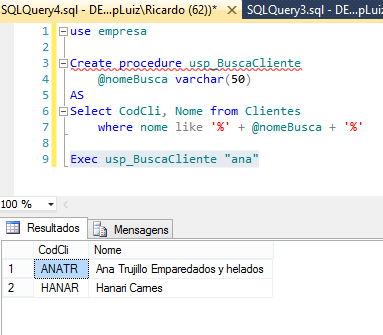 SQLQuery4.sql - DE...pLuiz\Ricardo (62))*
SQLQuery3.sql - DE...pLuiz
1 use empresa
2
3 Create procedure usp_BuscaCliente
4 @nomeBusca varchar(50)
5 AS
6 Select CodCli, Nome from Clientes
7 where nome like '%' + @nomeBusca + '%'
8
9 Exec usp_BuscaCliente "ana"
100 %
Resultados Mensagens
CodCli Nome
1 ANATR Ana Trujillo Emparedados y helados
2 HANAR Hanari Carnes